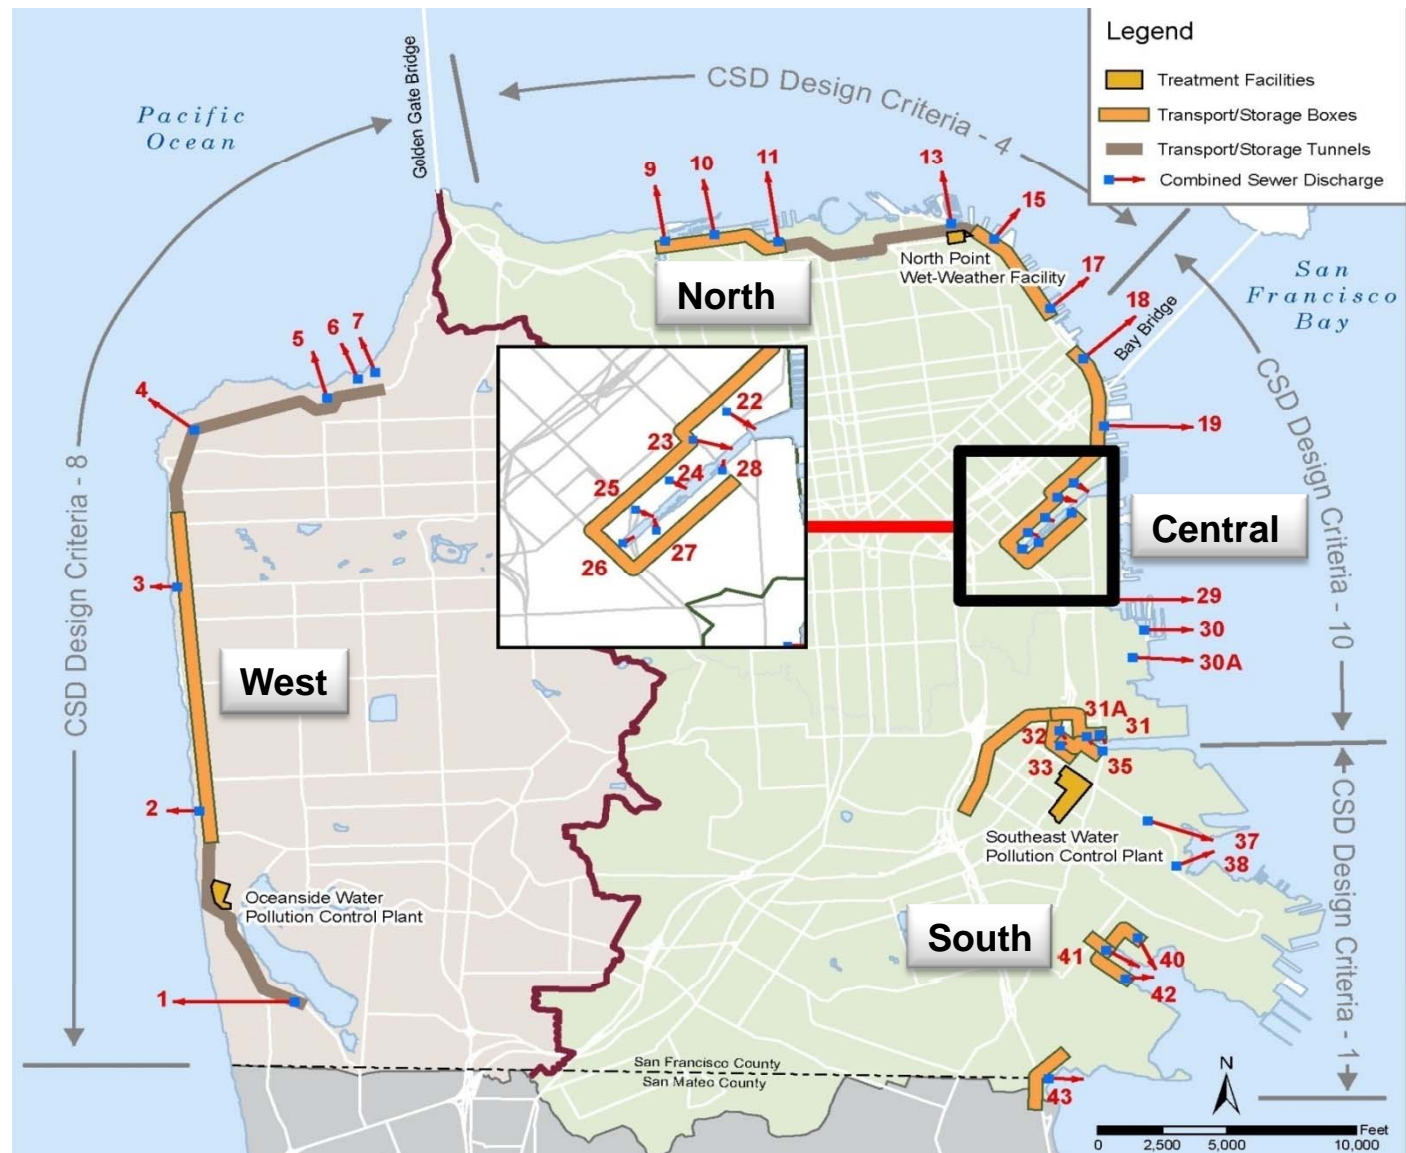 Legend
Treatment Facilities
Transport/Storage Boxes
Transport/Storage Tunnels
Combined Sewer Discharge
Pacific
Ocean
Golden Gate Bridge
CSD Design Criteria - 4
9
10
11
13
15
17
18
Bay Bridge
San
Francisco
Bay
North Point
Wet-Weather Facility
North
5
6
7
4
CSD Design Criteria - 8
3
West
2
Oceanside Water
Pollution Control Plant
1
22
23
24
28
25
26
27
19
CSD Design Criteria - 10
Central
29
30
30A
31A
31
32
33
35
Southeast Water
Pollution Control Plant
37
38
CSD Design Criteria - 1
South
41
40
42
San Francisco County
San Mateo County
43
N
Feet
0
2,500
5,000
10,000